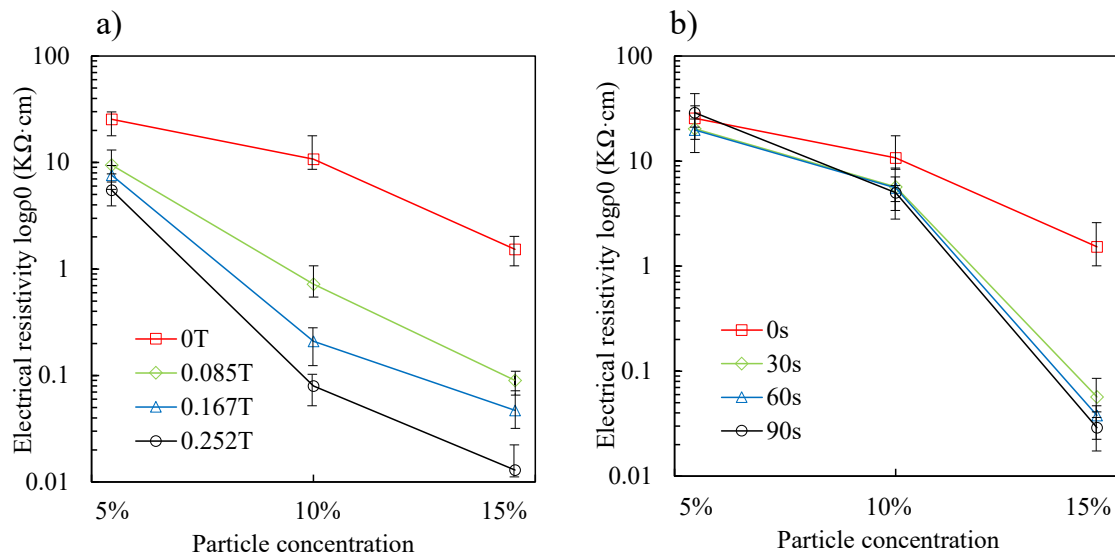 a)
Electrical resistivity logρ0 (KΩ·cm)
100
10
1
0.1
0.01
0T
0.085T
0.167T
0.252T
5%
10%
15%
Particle concentration
b)
Electrical resistivity logρ0 (KΩ·cm)
100
10
1
0.1
0.01
0s
30s
60s
90s
5%
10%
15%
Particle concentration